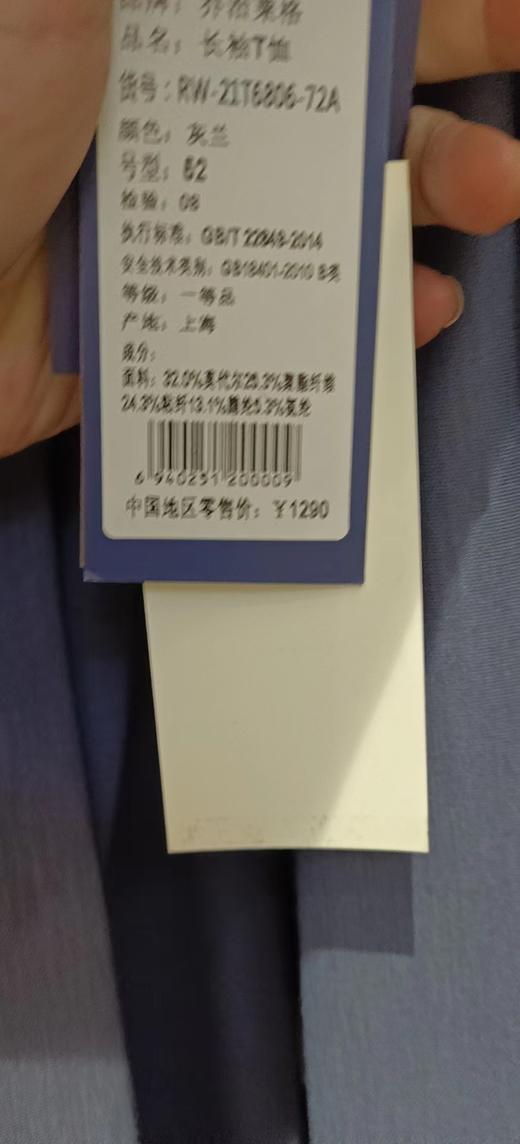 品名：长袖T恤
货号：RW-21T6806-72A
颜色：灰兰
号型：52
检验：08
执行标准：GB/T 22849-2014
安全技术类别：GB18401-2010 B类
等级：一等品
产地：上海
成分：
面料：32.0%莫代尔25.3%聚酯纤维
24.3%粘纤13.1%腈纶5.3%氨纶
6 940251 200009
中国地区零售价：￥1290